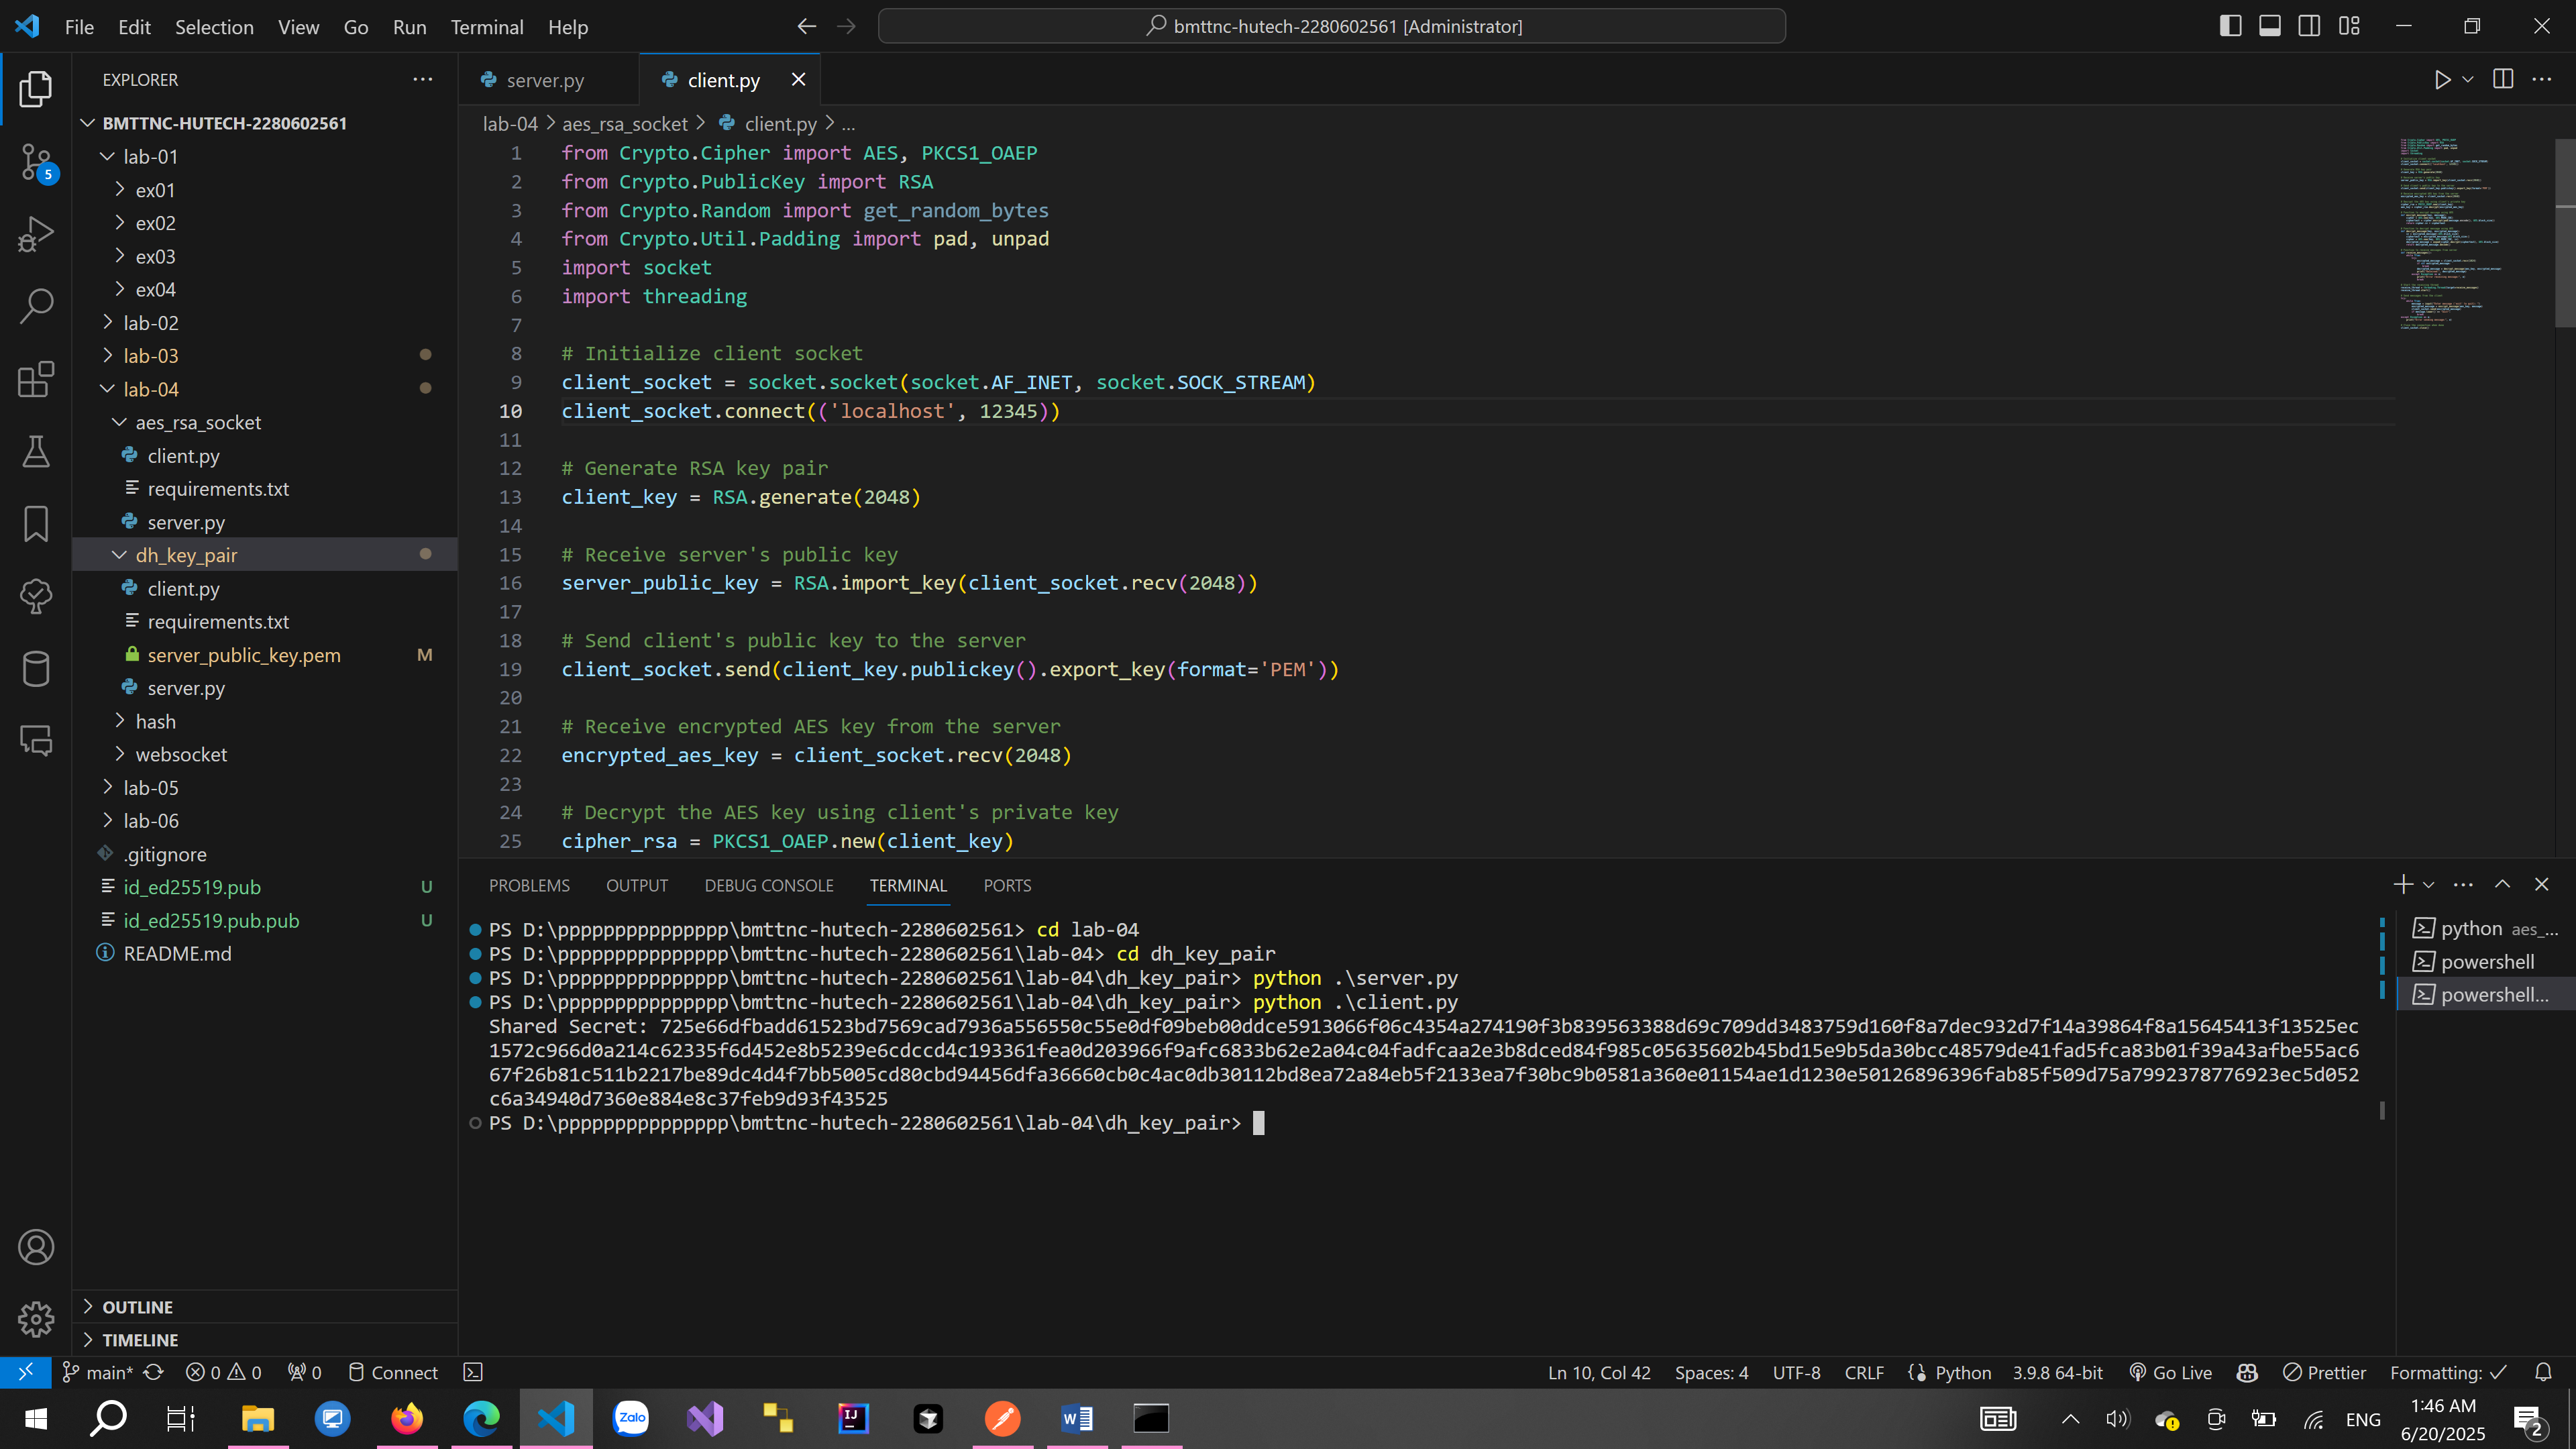 File Edit Selection View Go Run Terminal Help
bmttnc-hutech-2280602561 [Administrator]
EXPLORER
BMTTNC-HUTECH-2280602561
lab-01
ex01
ex02
ex03
ex04
lab-02
lab-03
lab-04
aes_rsa_socket
client.py
requirements.txt
server.py
dh_key_pair
client.py
requirements.txt
server_public_key.pem M
server.py
hash
websocket
lab-05
lab-06
.gitignore
id_ed25519.pub U
id_ed25519.pub.pub U
README.md
OUTLINE
TIMELINE
5
server.py client.py
lab-04 > aes_rsa_socket > client.py > ...
1 from Crypto.Cipher import AES, PKCS1_OAEP
2 from Crypto.PublicKey import RSA
3 from Crypto.Random import get_random_bytes
4 from Crypto.Util.Padding import pad, unpad
5 import socket
6 import threading
7
8 # Initialize client socket
9 client_socket = socket.socket(socket.AF_INET, socket.SOCK_STREAM)
10 client_socket.connect(('localhost', 12345))
11
12 # Generate RSA key pair
13 client_key = RSA.generate(2048)
14
15 # Receive server's public key
16 server_public_key = RSA.import_key(client_socket.recv(2048))
17
18 # Send client's public key to the server
19 client_socket.send(client_key.publickey().export_key(format='PEM'))
20
21 # Receive encrypted AES key from the server
22 encrypted_aes_key = client_socket.recv(2048)
23
24 # Decrypt the AES key using client's private key
25 cipher_rsa = PKCS1_OAEP.new(client_key)
PROBLEMS OUTPUT DEBUG CONSOLE TERMINAL PORTS
PS D:\ppppppppppppppp\bmttnc-hutech-2280602561> cd lab-04
PS D:\ppppppppppppppp\bmttnc-hutech-2280602561\lab-04> cd dh_key_pair
PS D:\ppppppppppppppp\bmttnc-hutech-2280602561\lab-04\dh_key_pair> python .\server.py
PS D:\ppppppppppppppp\bmttnc-hutech-2280602561\lab-04\dh_key_pair> python .\client.py
Shared Secret: 725e66dfbadd61523bd7569cad7936a556550c55e0df09beb00ddce5913066f06c4354a274190f3b839563388d69c709dd3483759d160f8a7dec932d7f14a39864f8a15645413f13525ec
1572c966d0a214c62335f6d452e8b5239e6cdccd4c193361fea0d203966f9afc6833b62e2a04c04fadfcaa2e3b8dced84f985c05635602b45bd15e9b5da30bcc48579de41fad5fca83b01f39a43afbe55ac6
67f26b81c511b2217be89dc4d4f7bb5005cd80cbd94456dfa36660cb0c4ac0db30112bd8ea72a84eb5f2133ea7f30bc9b0581a360e01154ae1d1230e50126896396fab85f509d75a7992378776923ec5d052
c6a34940d7360e884e8c37feb9d93f43525
PS D:\ppppppppppppppp\bmttnc-hutech-2280602561\lab-04\dh_key_pair>
python aes_...
powershell
powershell...
main* 0 0 0 Connect
Ln 10, Col 42 Spaces: 4 UTF-8 CRLF Python 3.9.8 64-bit Go Live Prettier Formatting:
Zalo
IJ
W
ENG
1:46 AM
6/20/2025
2